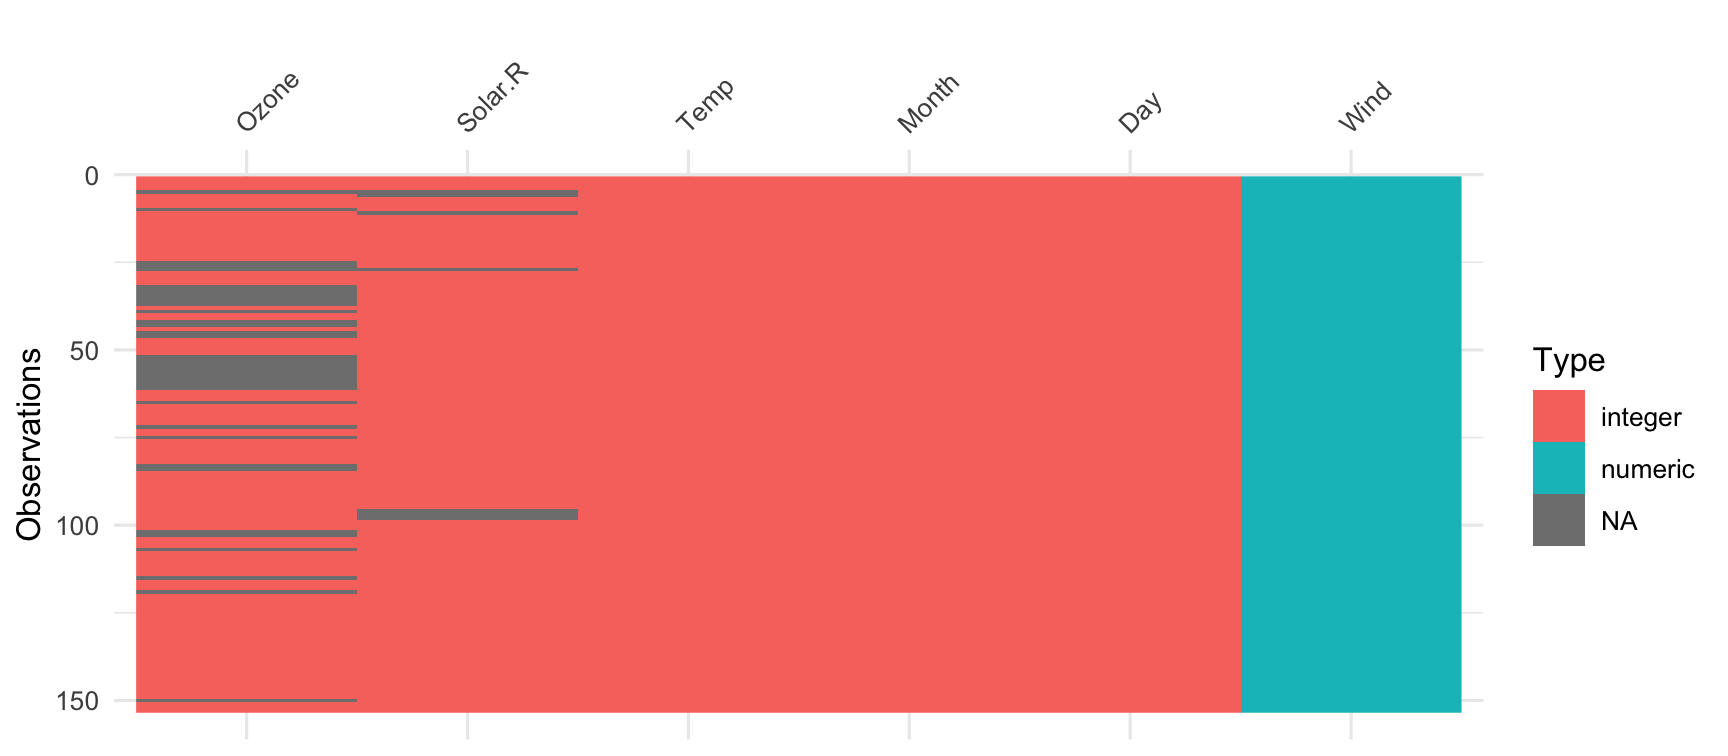 Ozone
Solar.R
Temp
Month
Day
Wind
0
50
100
150
Observations
Type
integer
numeric
NA